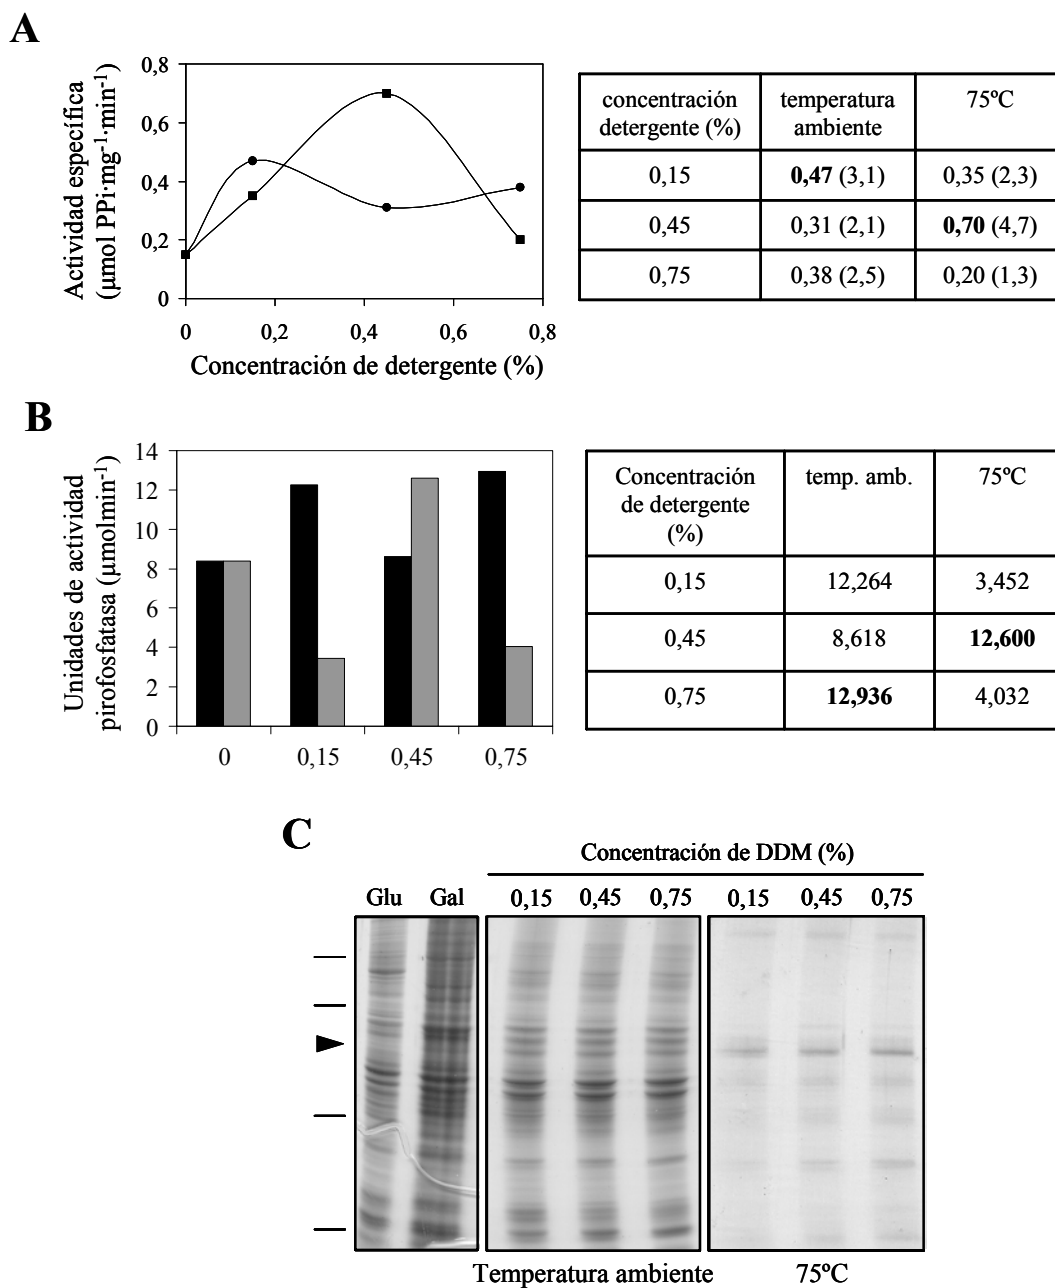 A
Actividad específica
(µmol PPi·mg-1·min-1)
0,8
0,6
0,4
0,2
0
0 0,2 0,4 0,6 0,8
Concentración de detergente (%)
concentración detergente (%) temperatura ambiente 75ºC
0,15 0,47 (3,1) 0,35 (2,3)
0,45 0,31 (2,1) 0,70 (4,7)
0,75 0,38 (2,5) 0,20 (1,3)
B
Unidades de actividad
pirofosfatasa (µmolmin-1)
14
12
10
8
6
4
2
0
0 0,15 0,45 0,75
Concentración de detergente (%) temp. amb. 75ºC
0,15 12,264 3,452
0,45 8,618 12,600
0,75 12,936 4,032
C
Concentración de DDM (%)
Glu Gal 0,15 0,45 0,75 0,15 0,45 0,75
Temperatura ambiente 75ºC